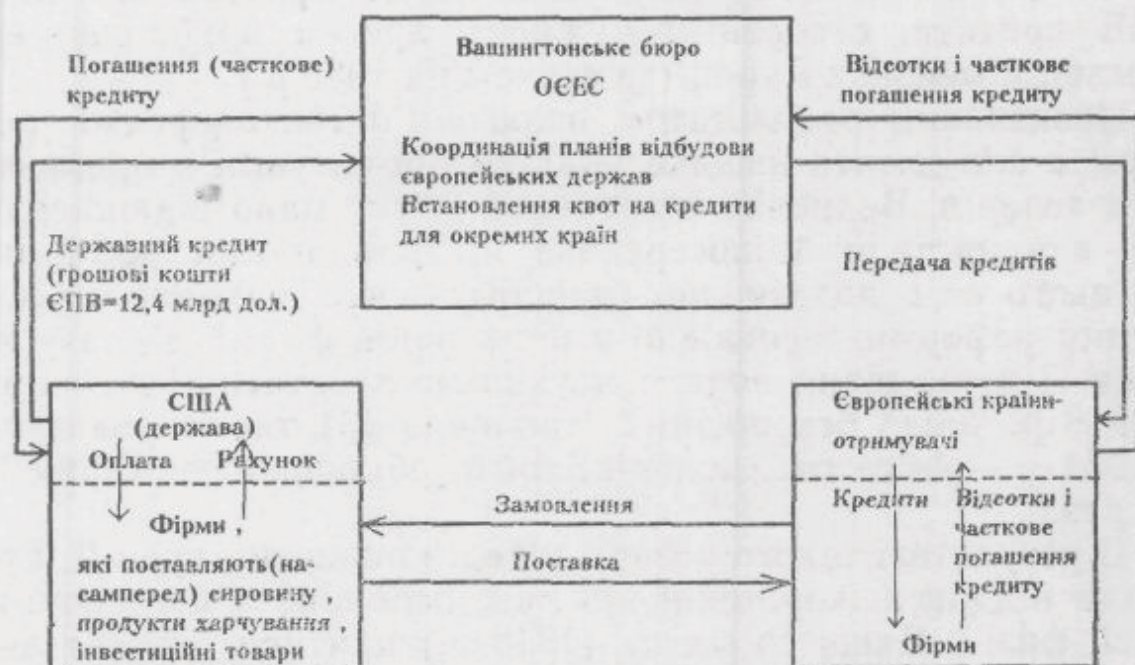 Погашення (часткове)
кредиту
Вашингтонське бюро
ОЄЕС
Координація планів відбудови
європейських держав
Встановлення квот на кредити
для окремих країн
Відсотки і часткове
погашення кредиту
Державний кредит
(грошові кошти
ЄПВ=12,4 млрд дол.)
Передача кредитів
США
(держава)
Оплата Рахунок
Фірми ,
які поставляють(на-
самперед) сировину ,
продукти харчування ,
інвестиційні товари
Замовлення
Поставка
Європейські країни-
отримувачі
Кредити
Відсотки і
часткове
погашення
кредиту
Фірми